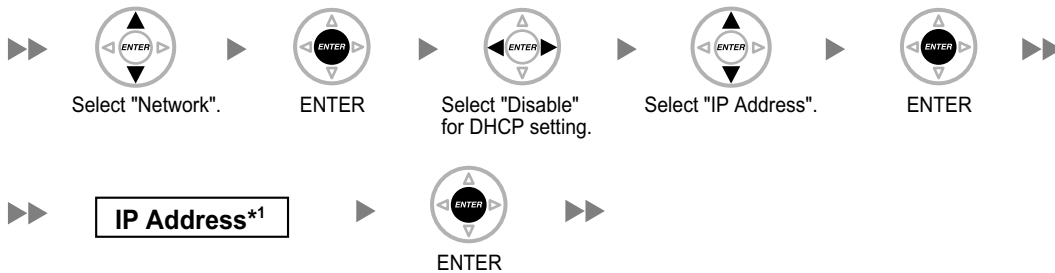 ENTER
ENTER
ENTER
ENTER
ENTER
Select "Network".
ENTER
Select "Disable"
for DHCP setting.
Select "IP Address".
ENTER
IP Address*1
ENTER
ENTER